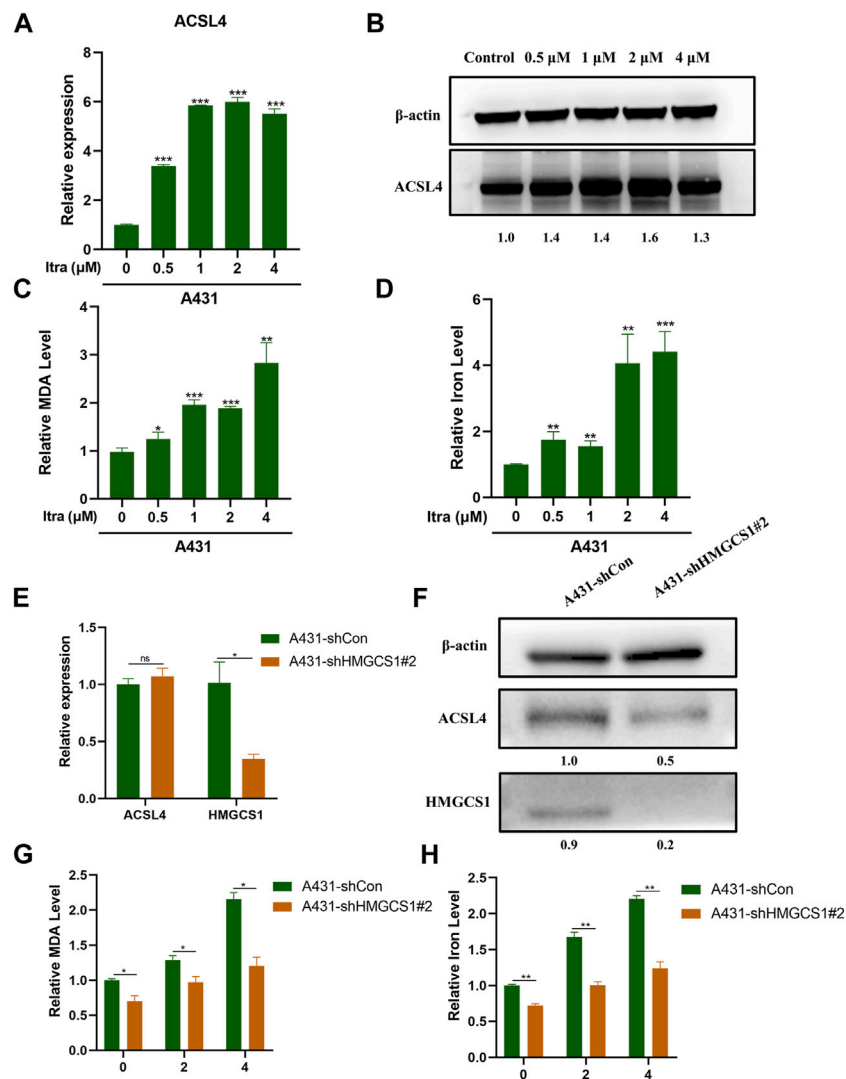 A
ACSL4
Relative expression
8
6
4
2
0
***
***
***
***
Itra (μM)
0 0.5 1 2 4
A431
B
Control 0.5 μM 1 μM 2 μM 4 μM
β-actin
ACSL4
1.0 1.4 1.4 1.6 1.3
C
Relative MDA Level
4
3
2
1
0
*
***
***
**
Itra (μM)
0 0.5 1 2 4
A431
D
Relative Iron Level
6
4
2
0
**
**
**
***
Itra (μM)
0 0.5 1 2 4
A431
E
Relative expression
1.5
1.0
0.5
0.0
ns
*
ACSL4 HMGCS1
A431-shCon
A431-shHMGCS1#2
F
A431-shCon
A431-shHMGCS1#2
β-actin
ACSL4
1.0 0.5
HMGCS1
0.9 0.2
G
Relative MDA Level
2.5
2.0
1.5
1.0
0.5
0.0
*
*
*
0 2 4
A431-shCon
A431-shHMGCS1#2
H
Relative Iron Level
2.5
2.0
1.5
1.0
0.5
0.0
**
**
**
0 2 4
A431-shCon
A431-shHMGCS1#2